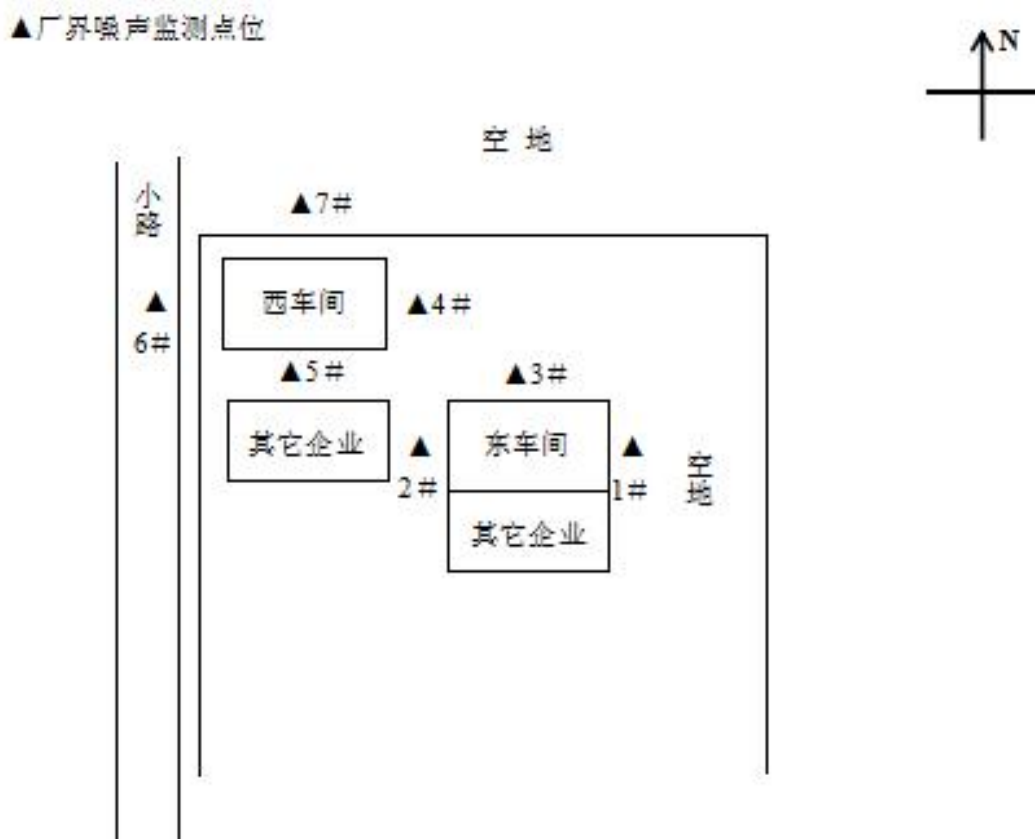 ▲厂界噪声监测点位
N
空 地
小路
▲7#
西车间
▲4#
▲
6#
▲5#
▲3#
其它企业
▲
2#
东车间
▲
1#
空地
其它企业